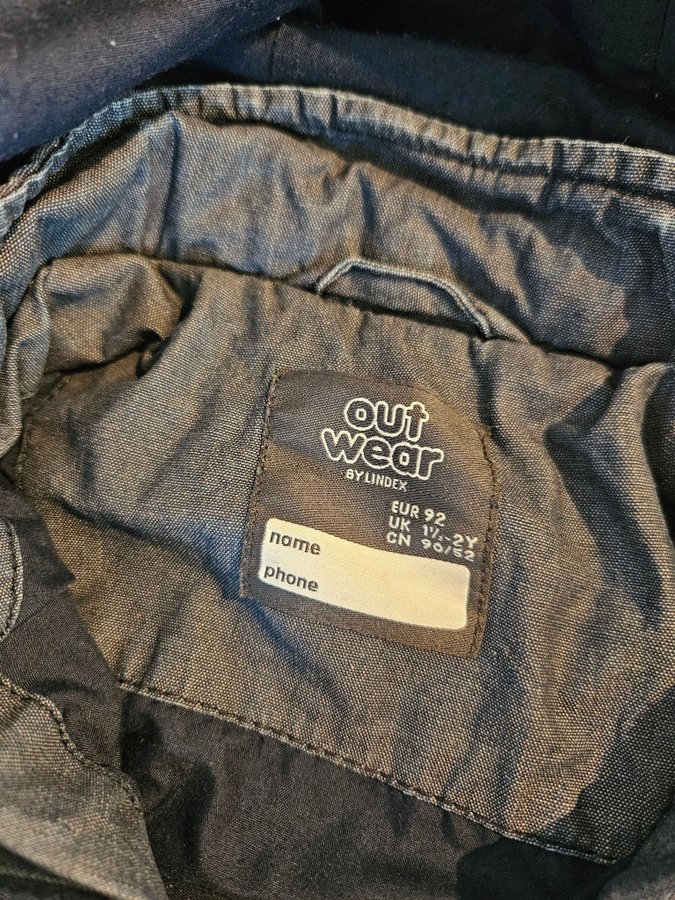 out
wear
BY LINDEX
EUR 92
UK 1½-2Y
CN 90/52
name
phone